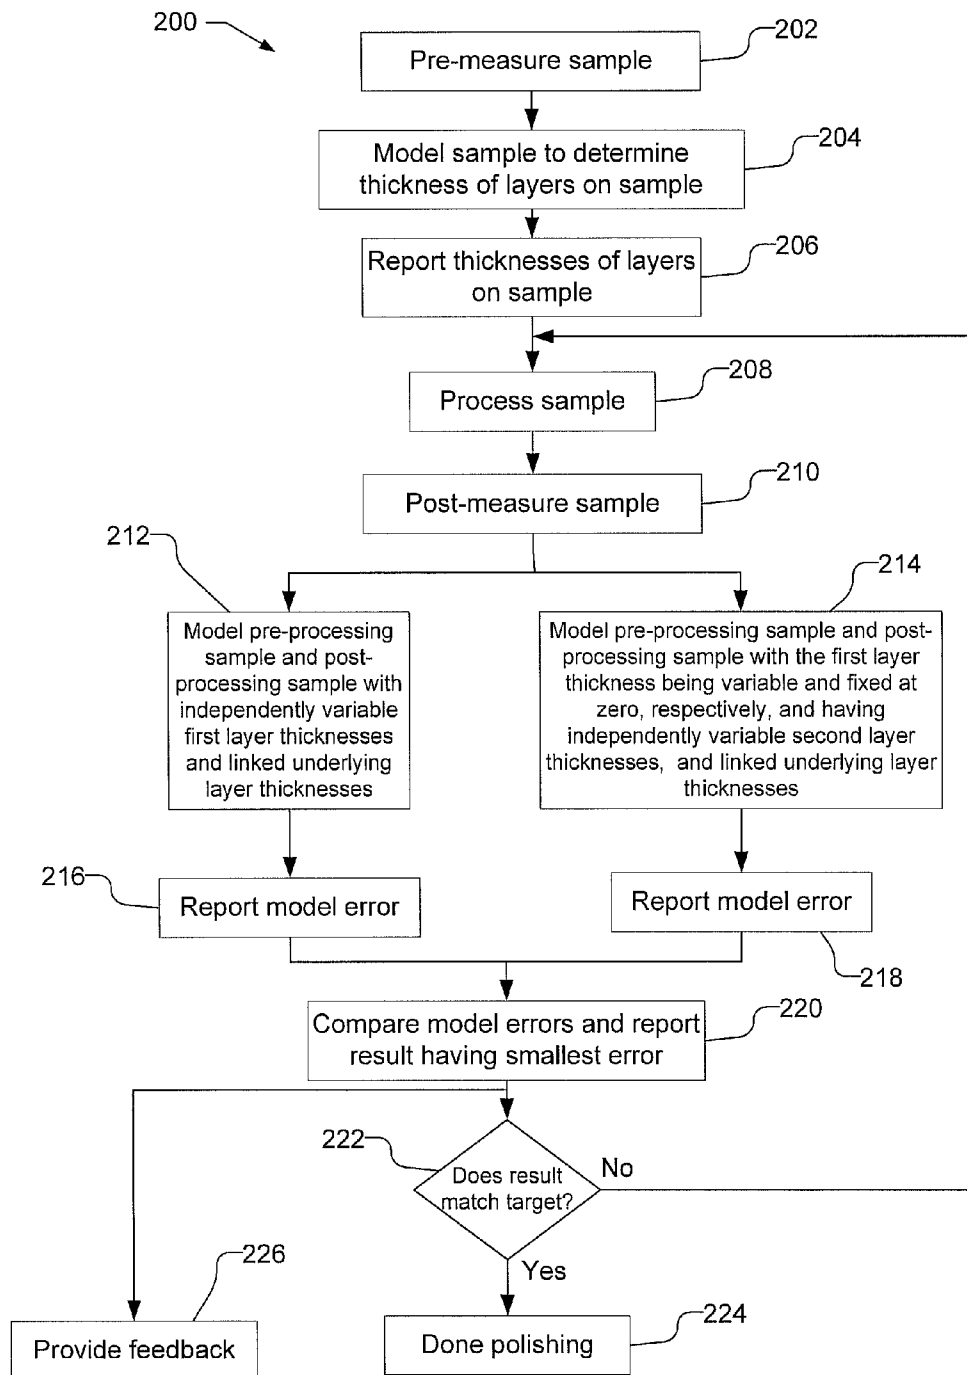 200
202
Pre-measure sample
204
Model sample to determine
thickness of layers on sample
206
Report thicknesses of layers
on sample
208
Process sample
210
Post-measure sample
212
214
Model pre-processing
sample and post-
processing sample with
independently variable
first layer thicknesses
and linked underlying
layer thicknesses
Model pre-processing sample and post-
processing sample with the first layer
thickness being variable and fixed at
zero, respectively, and having
independently variable second layer
thicknesses, and linked underlying layer
thicknesses
216
Report model error
Report model error
218
220
Compare model errors and report
result having smallest error
222
Does result
match target?
No
Yes
226
224
Provide feedback
Done polishing